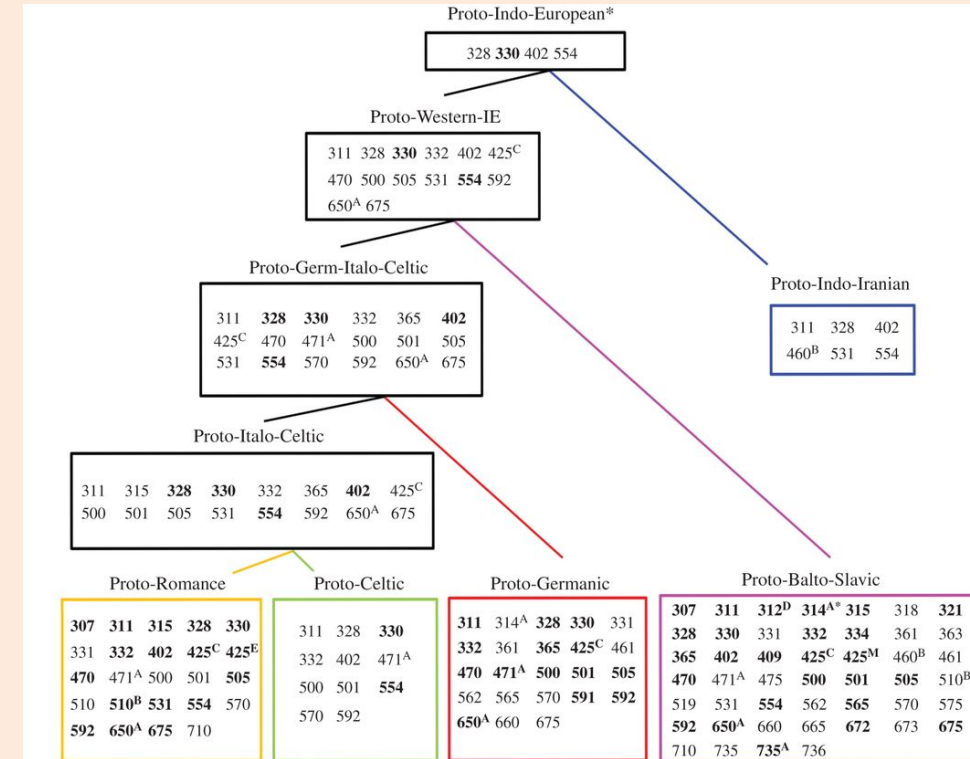 Proto-Indo-European*
328 330 402 554
Proto-Western-IE
311 328 330 332 402 425C
470 500 505 531 554 592
650A 675
Proto-Germ-Italo-Celtic
311 328 330 332 365 402
425C 470 471A 500 501 505
531 554 570 592 650A 675
Proto-Indo-Iranian
311 328 402
460B 531 554
Proto-Italo-Celtic
311 315 328 330 332 365 402 425C
500 501 505 531 554 592 650A 675
Proto-Romance
307 311 315 328 330
331 332 402 425C 425E
470 471A 500 501 505
510 510B 531 554 570
592 650A 675 710
Proto-Celtic
311 328 330
332 402 471A
500 501 554
570 592
Proto-Germanic
311 314A 328 330 331
332 361 365 425C 461
470 471A 500 501 505
562 565 570 591 592
650A 660 675
Proto-Balto-Slavic
307 311 312D 314A* 315 318 321
328 330 331 332 334 361 363
365 402 409 425C 425M 460B 461
470 471A 475 500 501 505 510B
519 531 554 562 565 570 575
592 650A 660 665 672 673 675
710 735 735A 736